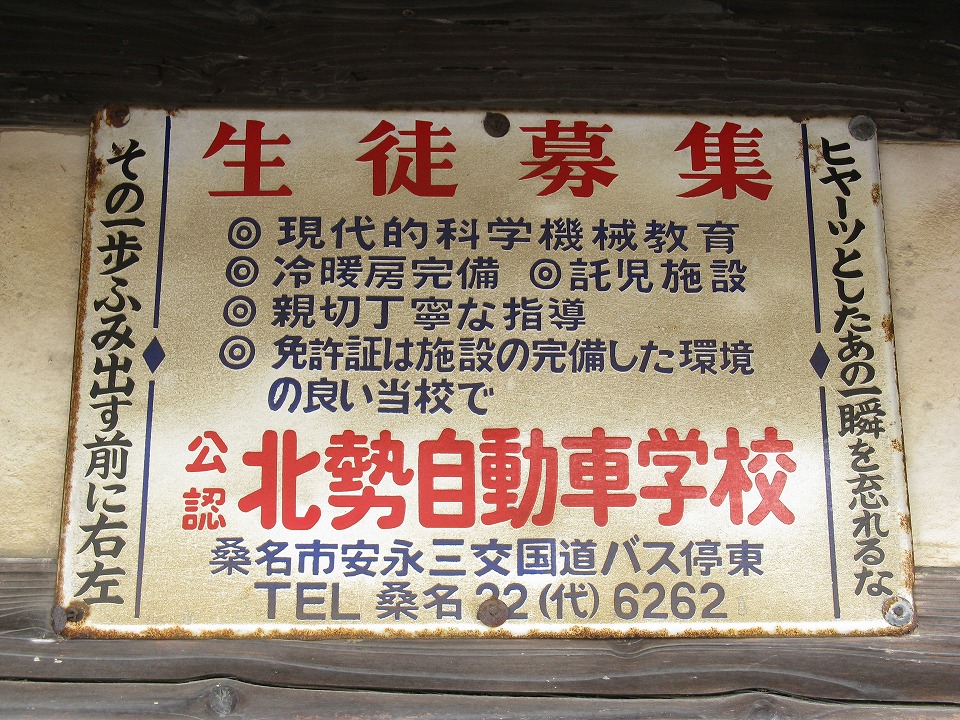 生徒募集
◎ 現代的科学機械教育
◎ 冷暖房完備 ◎ 託児施設
◎ 親切丁寧な指導
◎ 免許証は施設の完備した環境
の良い当校で
公認 北勢自動車学校
桑名市安永三交国道バス停東
TEL 桑名 22 (代) 6262
ヒヤーツとしたあの一瞬を忘れるな
その一歩ふみ出す前に右左